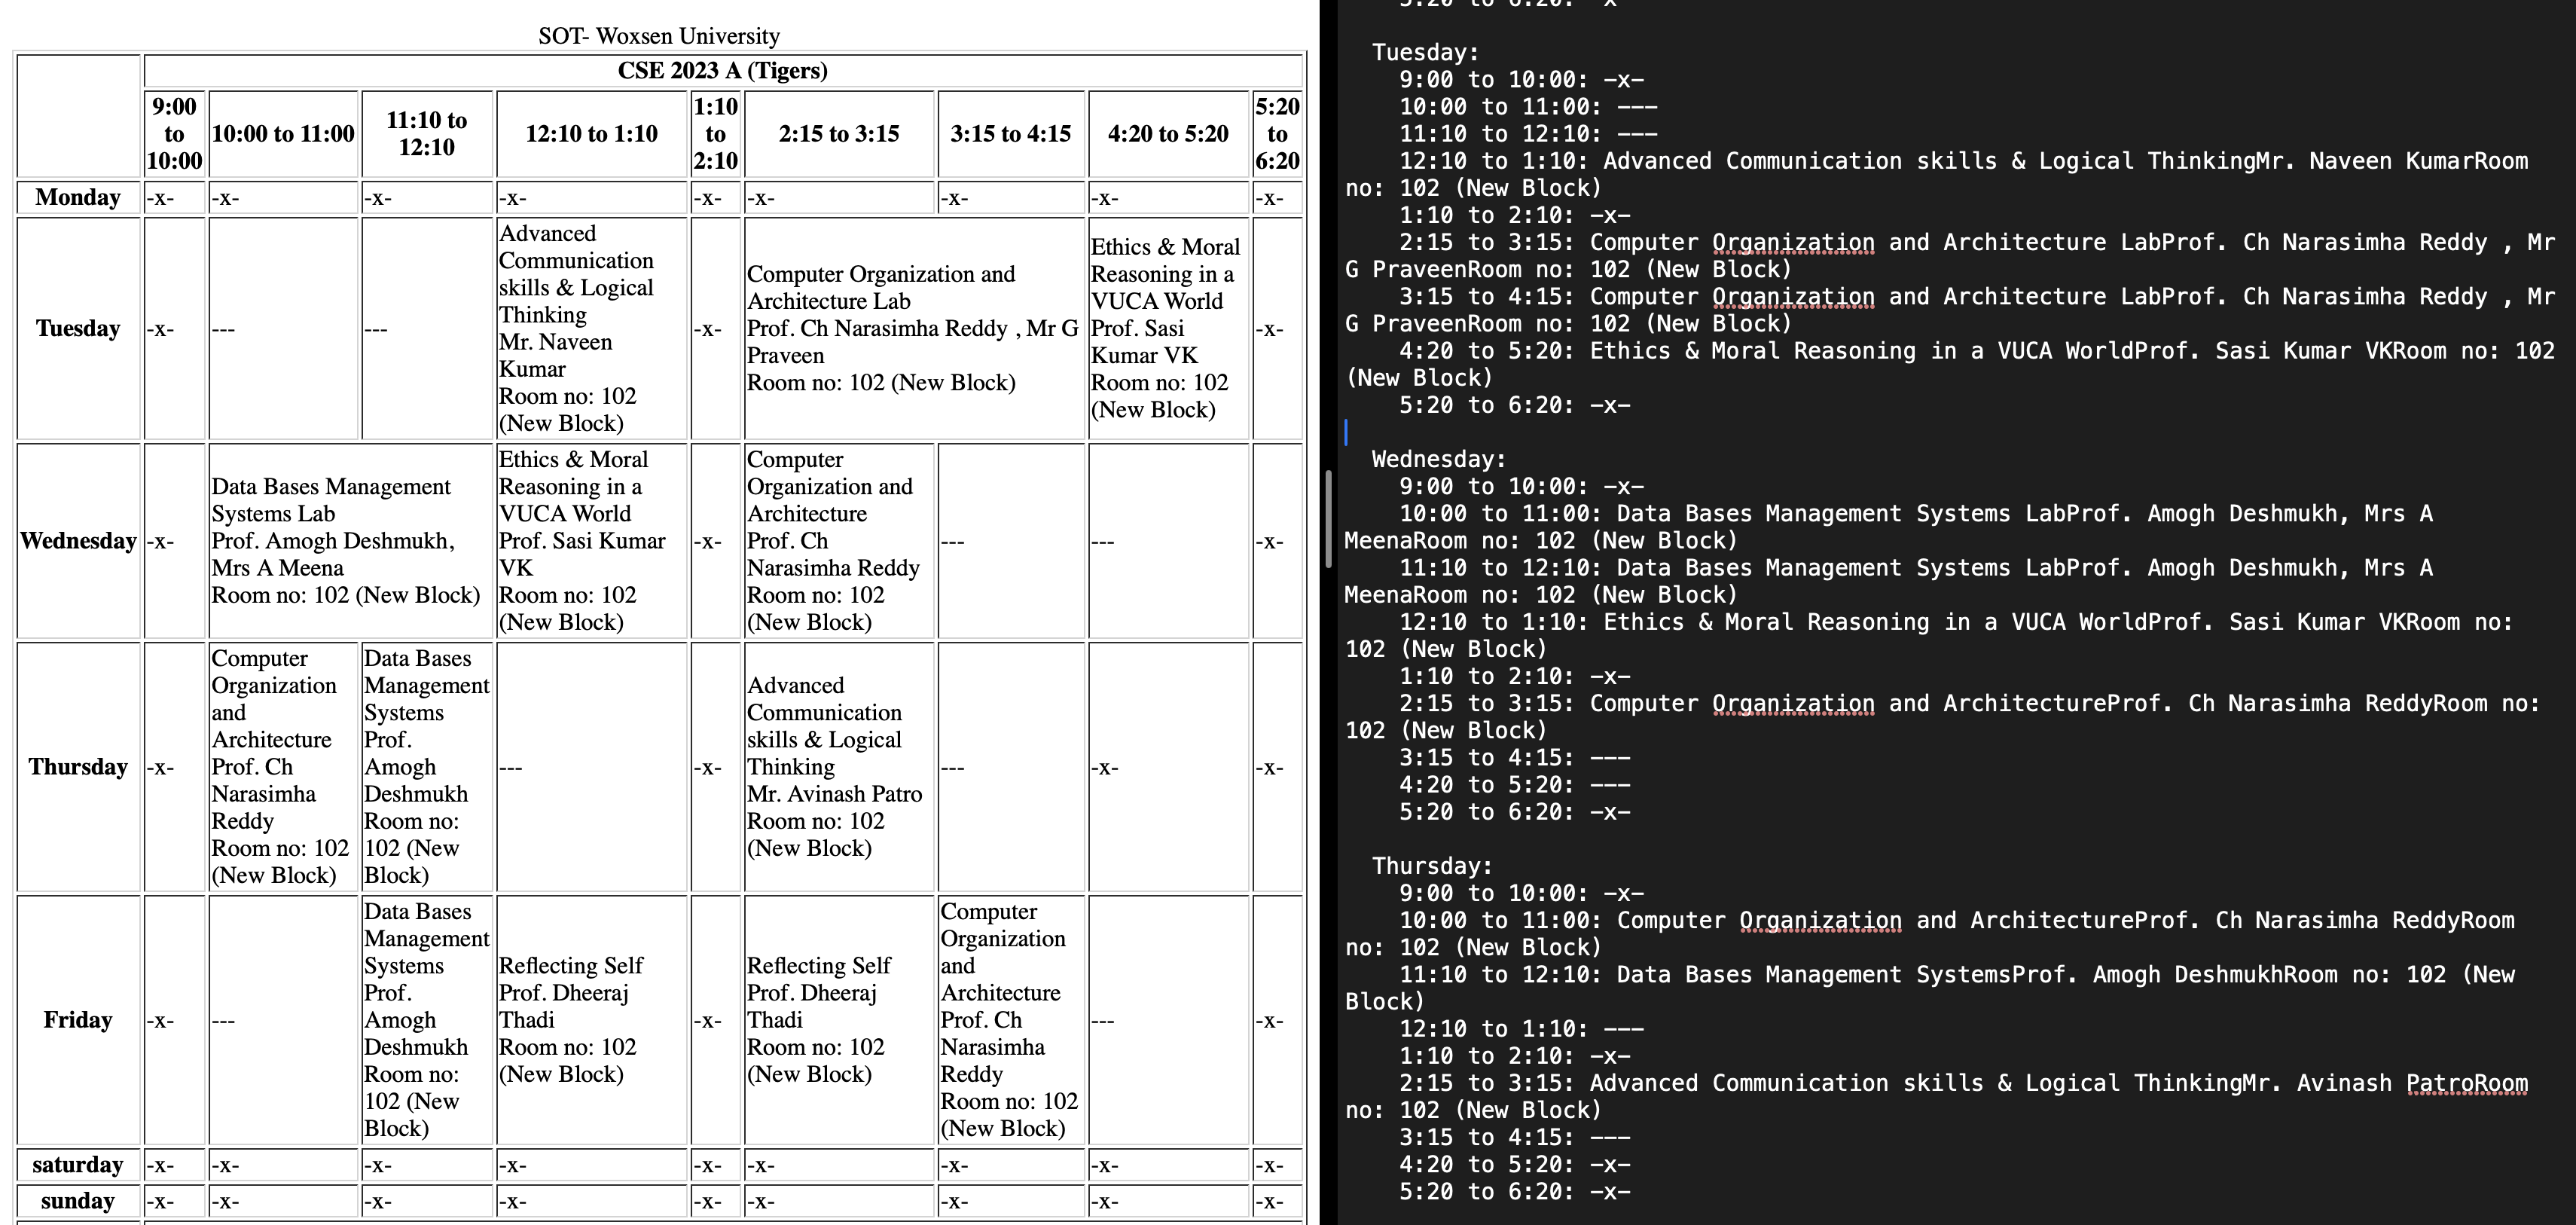 SOT- Woxsen University
CSE 2023 A (Tigers)
9:00
to
10:00
10:00 to 11:00
11:10 to
12:10
12:10 to 1:10
1:10
to
2:10
2:15 to 3:15
3:15 to 4:15
4:20 to 5:20
5:20
to
6:20
Monday
-x-
-x-
-x-
-x-
-x-
-x-
-x-
-x-
-x-
Tuesday
-x-
---
---
Advanced
Communication
skills & Logical
Thinking
Mr. Naveen
Kumar
Room no: 102
(New Block)
-x-
Computer Organization and
Architecture Lab
Prof. Ch Narasimha Reddy , Mr G
Praveen
Room no: 102 (New Block)
Ethics & Moral
Reasoning in a
VUCA World
Prof. Sasi
Kumar VK
Room no: 102
(New Block)
-x-
Wednesday
-x-
Data Bases Management
Systems Lab
Prof. Amogh Deshmukh,
Mrs A Meena
Room no: 102 (New Block)
Ethics & Moral
Reasoning in a
VUCA World
Prof. Sasi Kumar
VK
Room no: 102
(New Block)
-x-
Computer
Organization and
Architecture
Prof. Ch
Narasimha Reddy
Room no: 102
(New Block)
---
---
-x-
Thursday
-x-
Computer
Organization
and
Architecture
Prof. Ch
Narasimha
Reddy
Room no: 102
(New Block)
Data Bases
Management
Systems
Prof.
Amogh
Deshmukh
Room no:
102 (New
Block)
---
-x-
Advanced
Communication
skills & Logical
Thinking
Mr. Avinash Patro
Room no: 102
(New Block)
---
-x-
-x-
Friday
-x-
---
Data Bases
Management
Systems
Prof.
Amogh
Deshmukh
Room no:
102 (New
Block)
Reflecting Self
Prof. Dheeraj
Thadi
Room no: 102
(New Block)
-x-
Reflecting Self
Prof. Dheeraj
Thadi
Room no: 102
(New Block)
Computer
Organization
and
Architecture
Prof. Ch
Narasimha
Reddy
Room no: 102
(New Block)
---
-x-
saturday
-x-
-x-
-x-
-x-
-x-
-x-
-x-
-x-
-x-
sunday
-x-
-x-
-x-
-x-
-x-
-x-
-x-
-x-
-x-
5:20 to 6:20: -x-
Tuesday:
9:00 to 10:00: -x-
10:00 to 11:00: ---
11:10 to 12:10: ---
12:10 to 1:10: Advanced Communication skills & Logical ThinkingMr. Naveen KumarRoom
no: 102 (New Block)
1:10 to 2:10: -x-
2:15 to 3:15: Computer Organization and Architecture LabProf. Ch Narasimha Reddy , Mr
G PraveenRoom no: 102 (New Block)
3:15 to 4:15: Computer Organization and Architecture LabProf. Ch Narasimha Reddy , Mr
G PraveenRoom no: 102 (New Block)
4:20 to 5:20: Ethics & Moral Reasoning in a VUCA WorldProf. Sasi Kumar VKRoom no: 102
(New Block)
5:20 to 6:20: -x-
Wednesday:
9:00 to 10:00: -x-
10:00 to 11:00: Data Bases Management Systems LabProf. Amogh Deshmukh, Mrs A
MeenaRoom no: 102 (New Block)
11:10 to 12:10: Data Bases Management Systems LabProf. Amogh Deshmukh, Mrs A
MeenaRoom no: 102 (New Block)
12:10 to 1:10: Ethics & Moral Reasoning in a VUCA WorldProf. Sasi Kumar VKRoom no:
102 (New Block)
1:10 to 2:10: -x-
2:15 to 3:15: Computer Organization and ArchitectureProf. Ch Narasimha ReddyRoom no:
102 (New Block)
3:15 to 4:15: ---
4:20 to 5:20: ---
5:20 to 6:20: -x-
Thursday:
9:00 to 10:00: -x-
10:00 to 11:00: Computer Organization and ArchitectureProf. Ch Narasimha ReddyRoom
no: 102 (New Block)
11:10 to 12:10: Data Bases Management SystemsProf. Amogh DeshmukhRoom no: 102 (New
Block)
12:10 to 1:10: ---
1:10 to 2:10: -x-
2:15 to 3:15: Advanced Communication skills & Logical ThinkingMr. Avinash PatroRoom
no: 102 (New Block)
3:15 to 4:15: ---
4:20 to 5:20: -x-
5:20 to 6:20: -x-